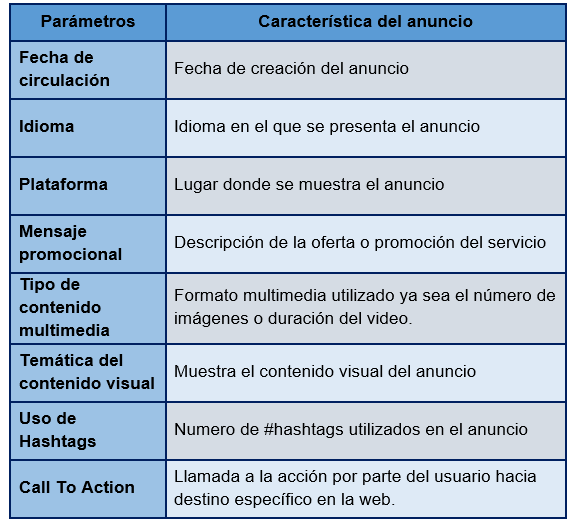 Parámetros
Característica del anuncio
Fecha de
circulación
Fecha de creación del anuncio
Idioma
Idioma en el que se presenta el anuncio
Plataforma
Lugar donde se muestra el anuncio
Mensaje
promocional
Descripción de la oferta o promoción del servicio
Tipo de
contenido
multimedia
Formato multimedia utilizado ya sea el número de
imágenes o duración del video.
Temática del
contenido visual
Muestra el contenido visual del anuncio
Uso de
Hashtags
Numero de #hashtags utilizados en el anuncio
Call To Action
Llamada a la acción por parte del usuario hacia
destino específico en la web.